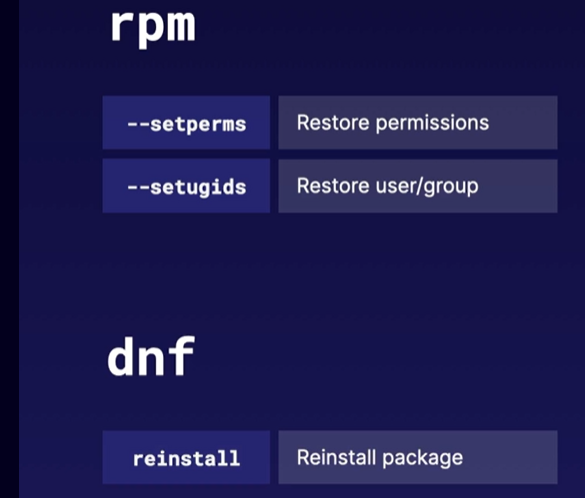 rpm
--setperms Restore permissions
--setugids Restore user/group
dnf
reinstall Reinstall package